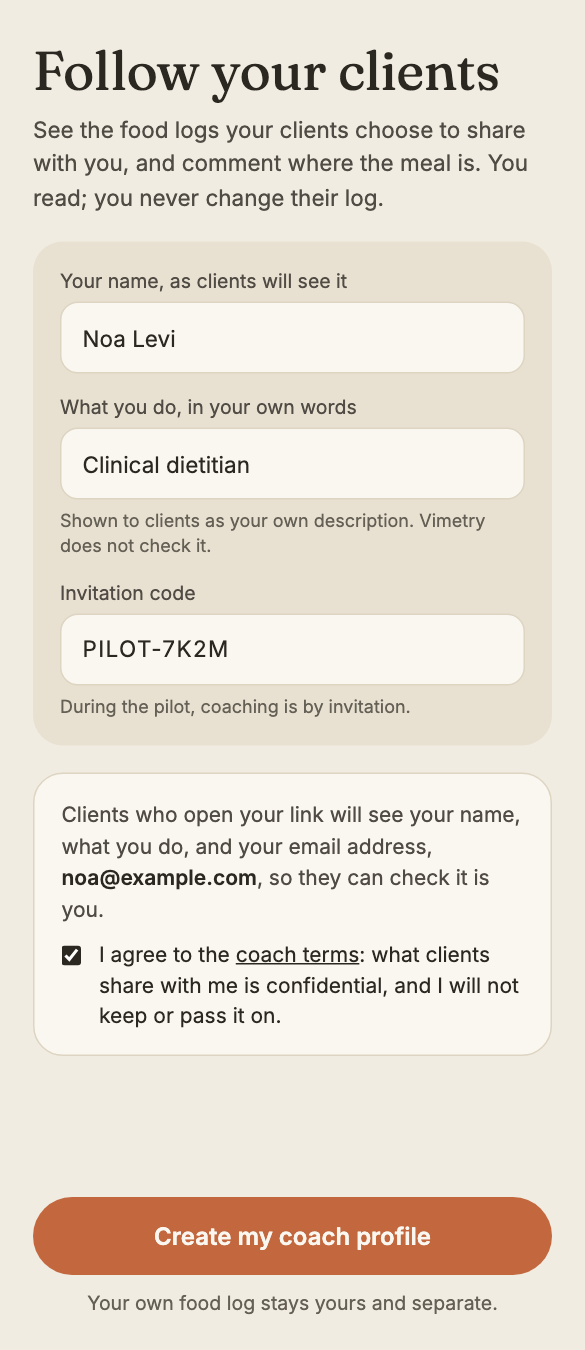 Follow your clients
See the food logs your clients choose to share
with you, and comment where the meal is. You
read; you never change their log.
Your name, as clients will see it
Noa Levi
What you do, in your own words
Clinical dietitian
Shown to clients as your own description. Vimetry
does not check it.
Invitation code
PILOT-7K2M
During the pilot, coaching is by invitation.
Clients who open your link will see your name,
what you do, and your email address,
noa@example.com, so they can check it is
you.
I agree to the coach terms: what clients
share with me is confidential, and I will not
keep or pass it on.
Create my coach profile
Your own food log stays yours and separate.